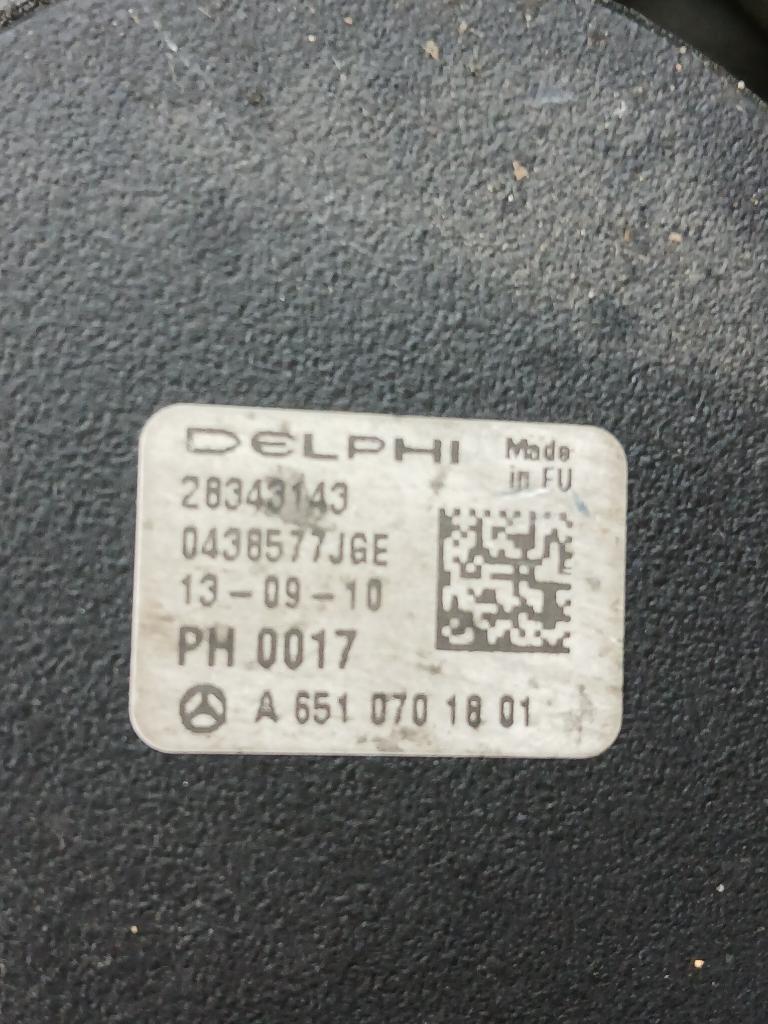 DELPHI
Made
in EU
28343143
0438577JGE
13-09-10
PH 0017
A 651 070 18 01